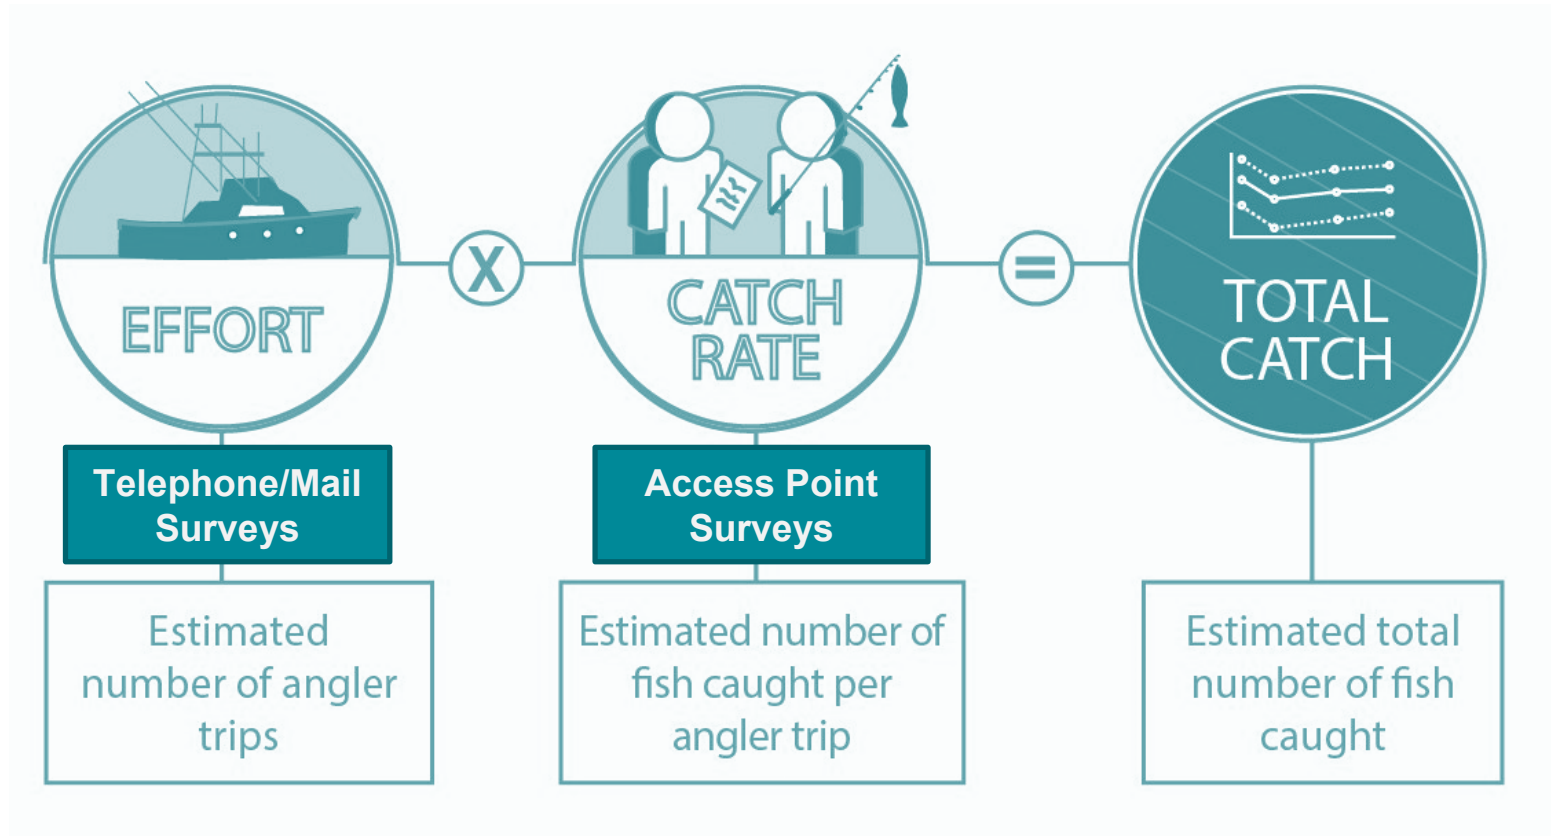 EFFORT
X
CATCH
RATE
=
TOTAL
CATCH
Telephone/Mail
Surveys
Access Point
Surveys
Estimated
number of angler
trips
Estimated number of
fish caught per
angler trip
Estimated total
number of fish
caught